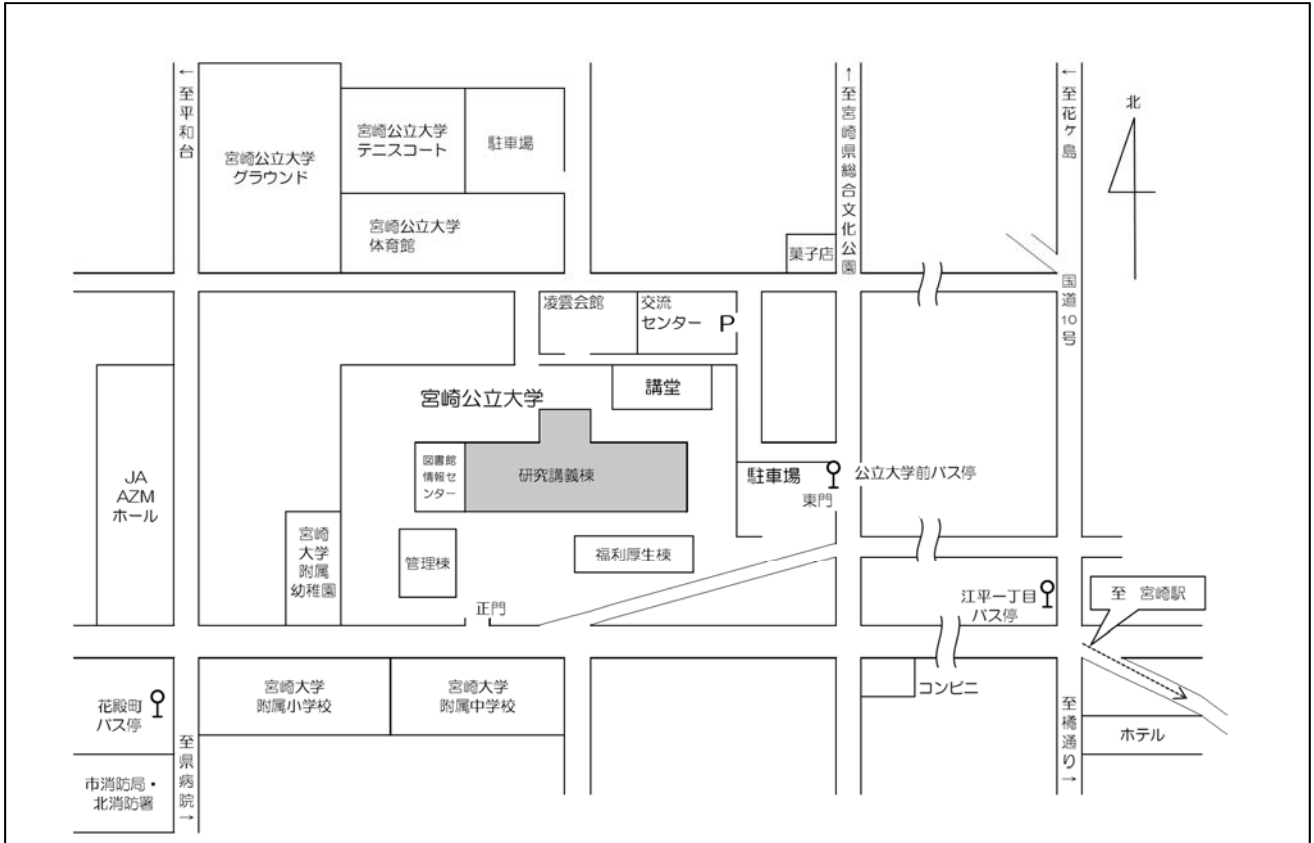 ←至平和台
宮崎公立大学
グラウンド
宮崎公立大学
テニスコート
駐車場
宮崎公立大学
体育館
↑至宮崎県総合文化公園
←至花ヶ島
北
菓子店
国道10号
凌雲会館
交流
センター
P
講堂
宮崎公立大学
図書館
情報セ
ンター
研究講義棟
駐車場
公立大学前バス停
東門
JA
AZM
ホール
宮崎
大学
附属
幼稚園
管理棟
福利厚生棟
正門
江平一丁目
バス停
至 宮崎駅
花殿町
バス停
宮崎大学
附属小学校
宮崎大学
附属中学校
コンビニ
至橘通り→
ホテル
至県病院→
市消防局・
北消防署